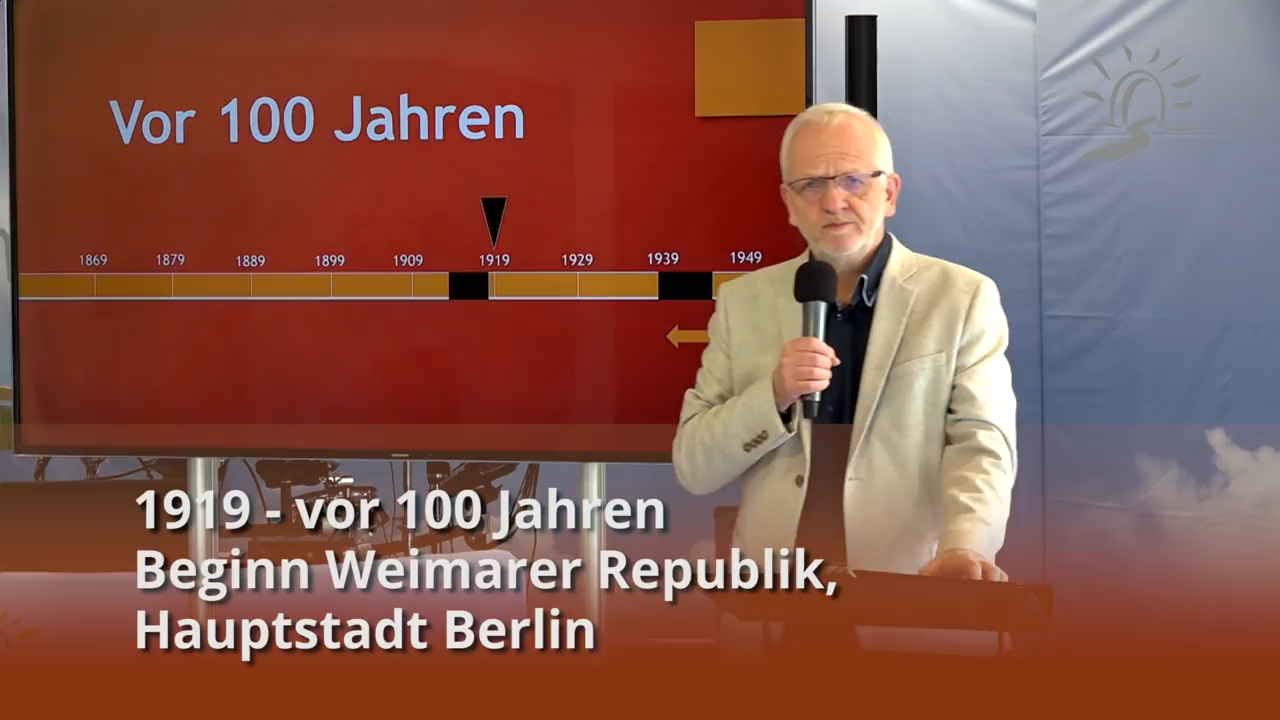 Vor 100 Jahren
1869 1879 1889 1899 1909 1919 1929 1939 1949
1919 - vor 100 Jahren
Beginn Weimarer Republik,
Hauptstadt Berlin